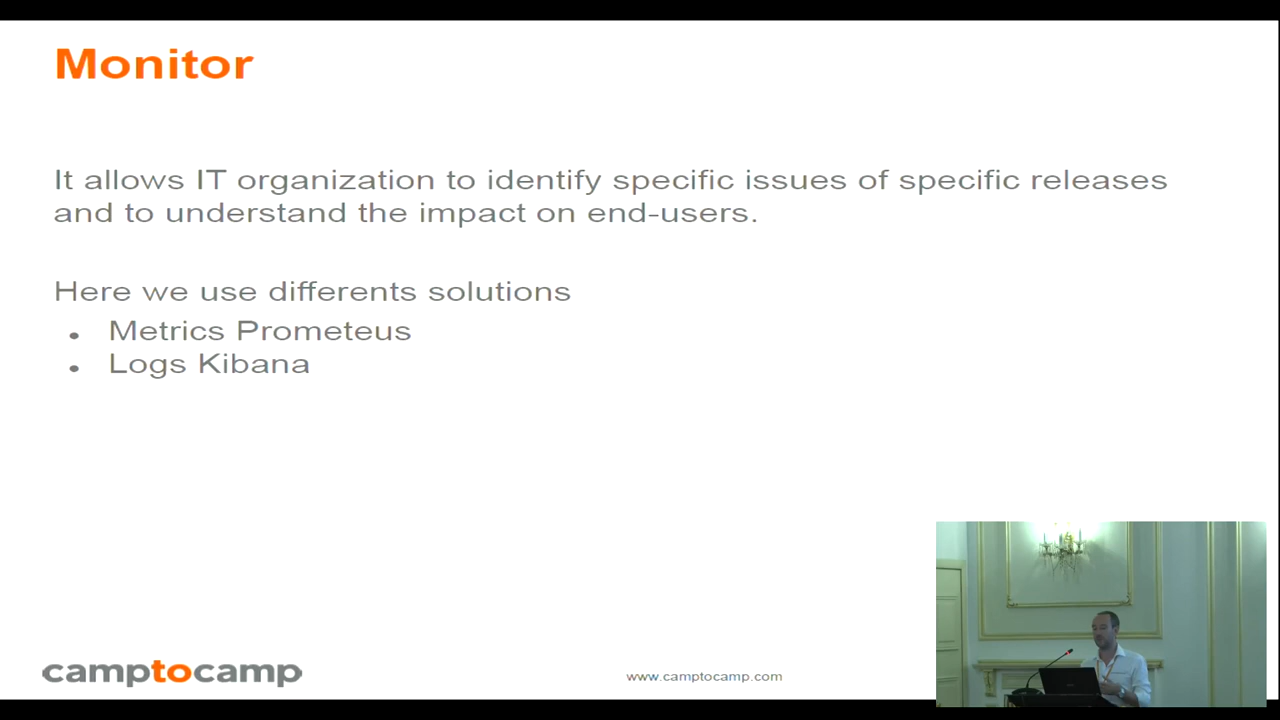 Monitor
It allows IT organization to identify specific issues of specific releases
and to understand the impact on end-users.
Here we use differents solutions
• Metrics Prometeus
• Logs Kibana
camptocamp
www.camptocamp.com